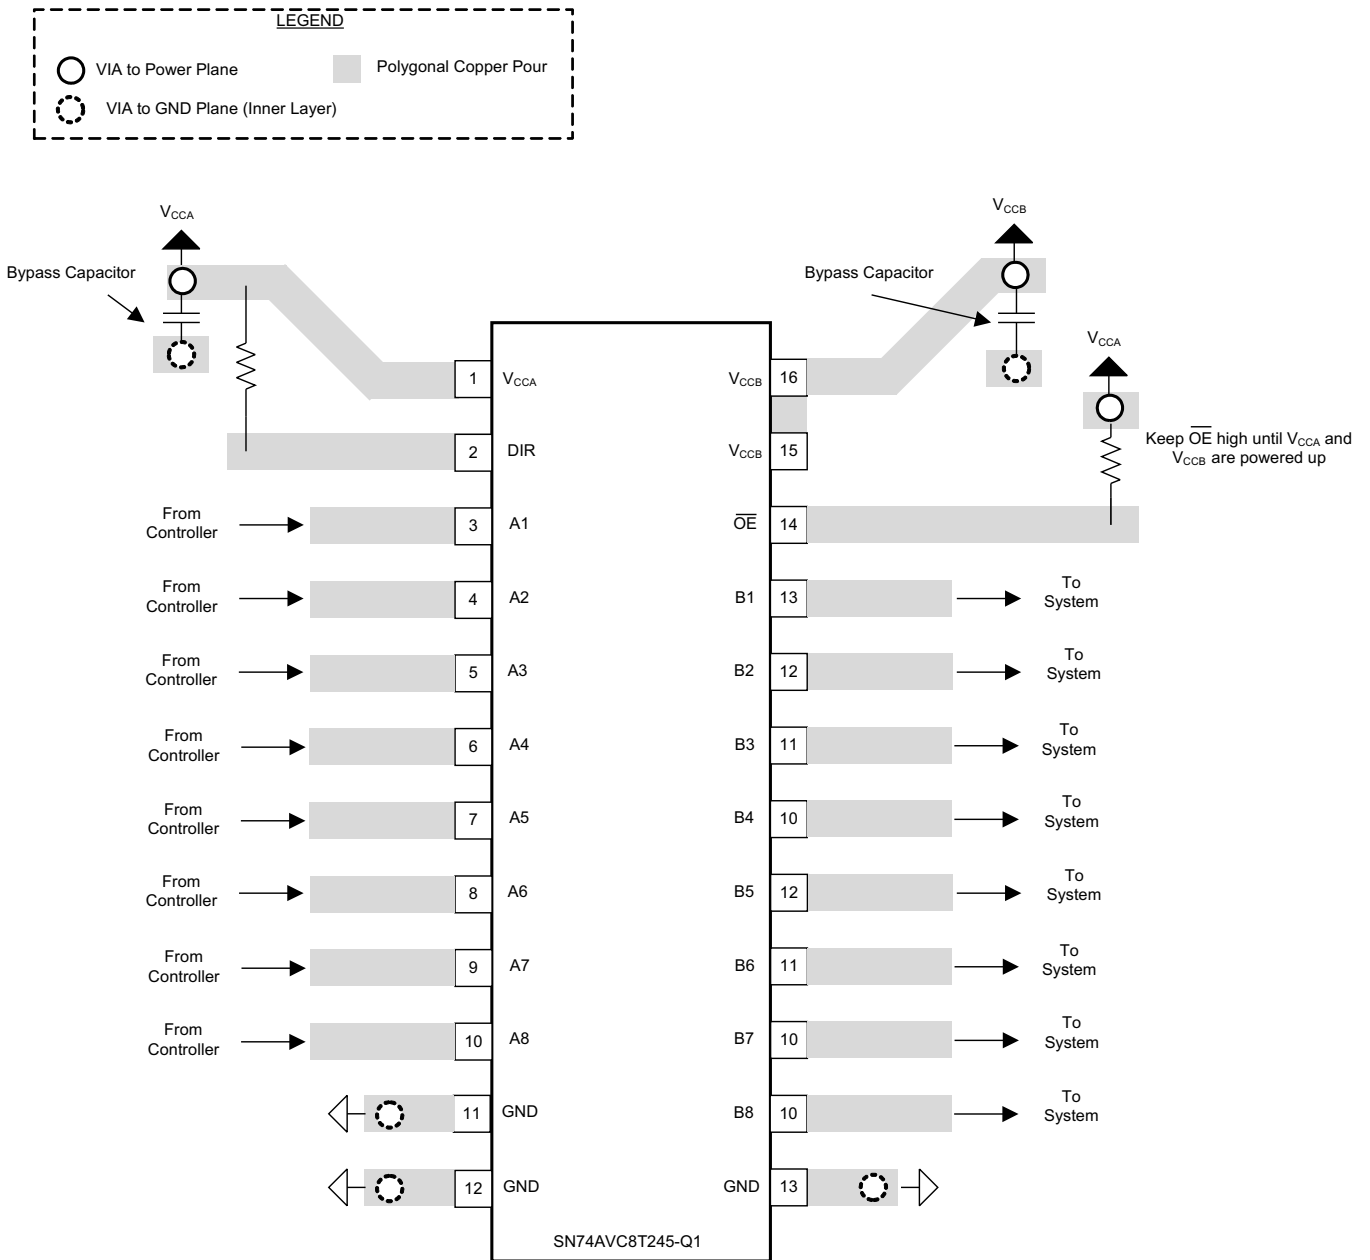 LEGEND
VIA to Power Plane
Polygonal Copper Pour
VIA to GND Plane (Inner Layer)
VCCA
Bypass Capacitor
VCCB
Bypass Capacitor
VCCA
Keep OE high until VCCA and
VCCB are powered up
1 VCCA
VCCB 16
2 DIR
VCCB 15
From
Controller
3 A1
OE 14
From
Controller
4 A2
B1 13
To
System
From
Controller
5 A3
B2 12
To
System
From
Controller
6 A4
B3 11
To
System
From
Controller
7 A5
B4 10
To
System
From
Controller
8 A6
B5 12
To
System
From
Controller
9 A7
B6 11
To
System
From
Controller
10 A8
B7 10
To
System
11 GND
B8 10
To
System
12 GND
GND 13
SN74AVC8T245-Q1